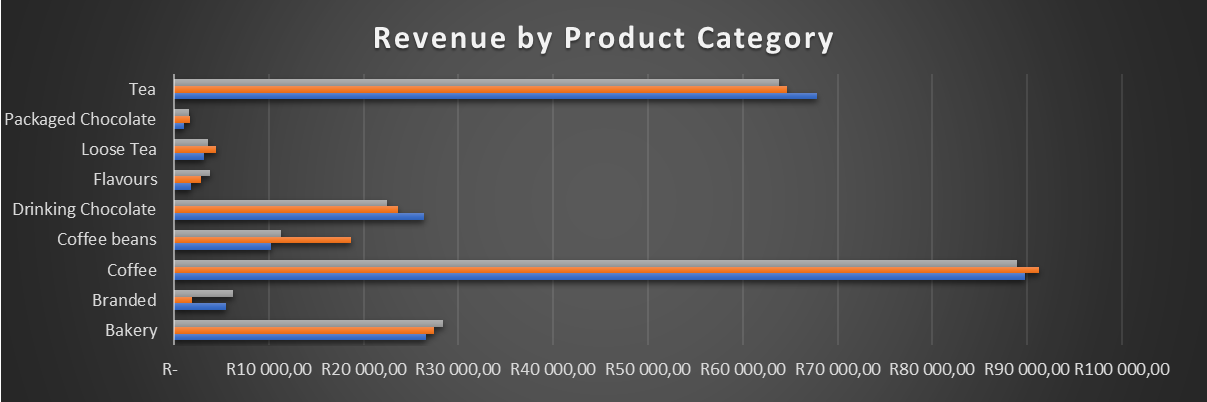 Revenue by Product Category
Tea
Packaged Chocolate
Loose Tea
Flavours
Drinking Chocolate
Coffee beans
Coffee
Branded
Bakery
R- R10 000,00 R20 000,00 R30 000,00 R40 000,00 R50 000,00 R60 000,00 R70 000,00 R80 000,00 R90 000,00 R100 000,00